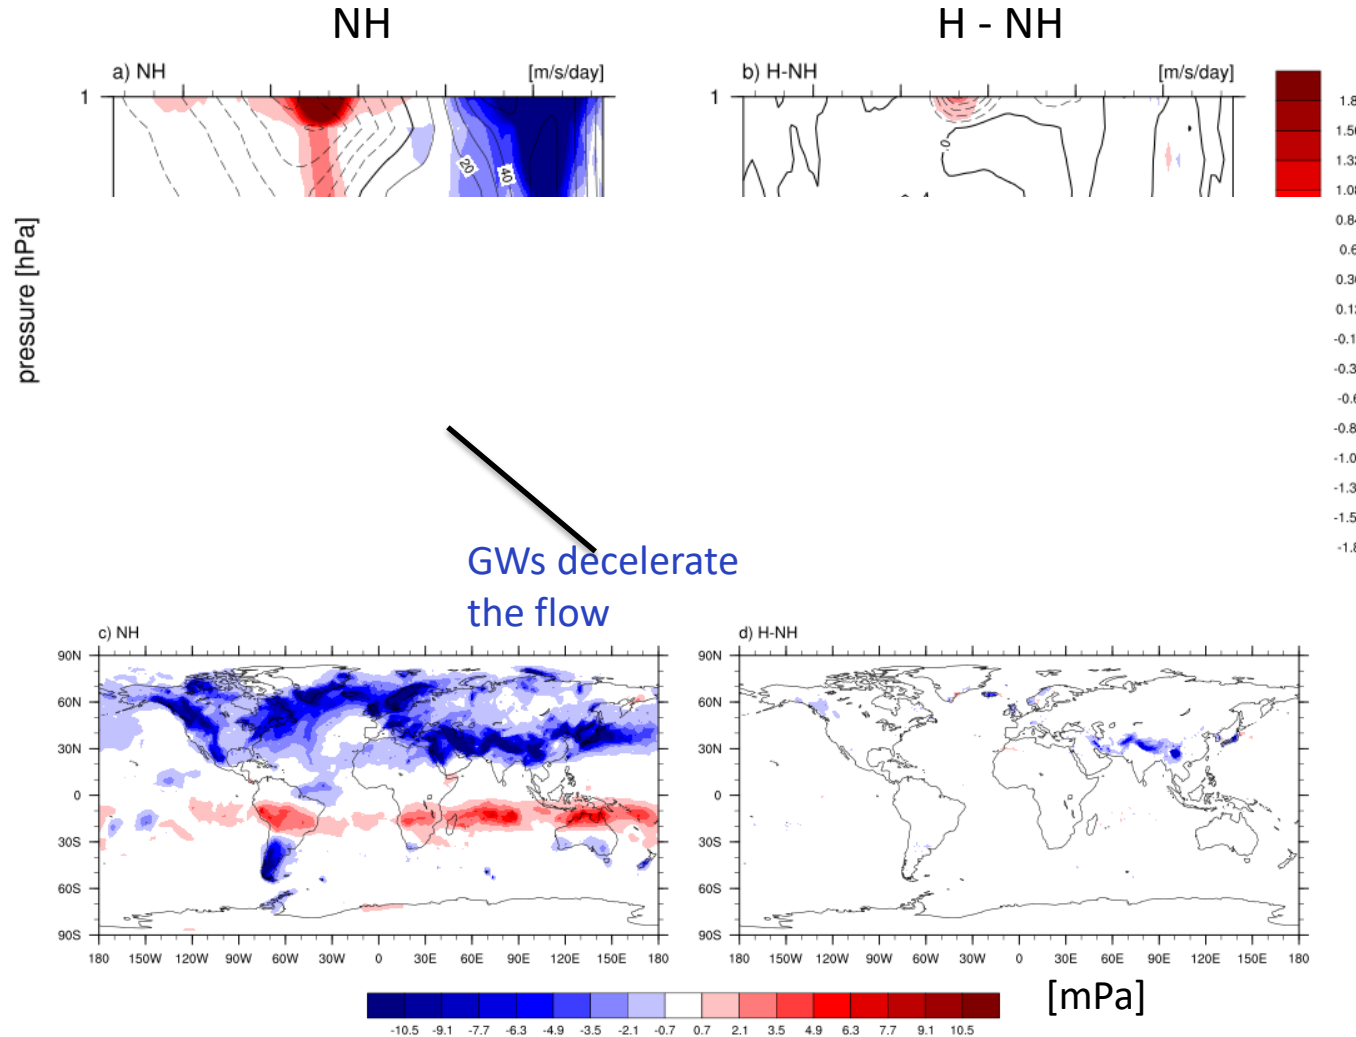 NH
H - NH
a) NH
[m/s/day]
b) H-NH
[m/s/day]
1
1
20
40
0.
pressure [hPa]
1.32
1.08
GWs decelerate
the flow
c) NH
d) H-NH
90N
60N
30N
0
30S
60S
90S
180 150W 120W 90W 60W 30W 0 30E 60E 90E 120E 150E 180
90N
60N
30N
0
30S
60S
90S
180 150W 120W 90W 60W 30W 0 30E 60E 90E 120E 150E 180
[mPa]
-10.5 -9.1 -7.7 -6.3 -4.9 -3.5 -2.1 -0.7 0.7 2.1 3.5 4.9 6.3 7.7 9.1 10.5